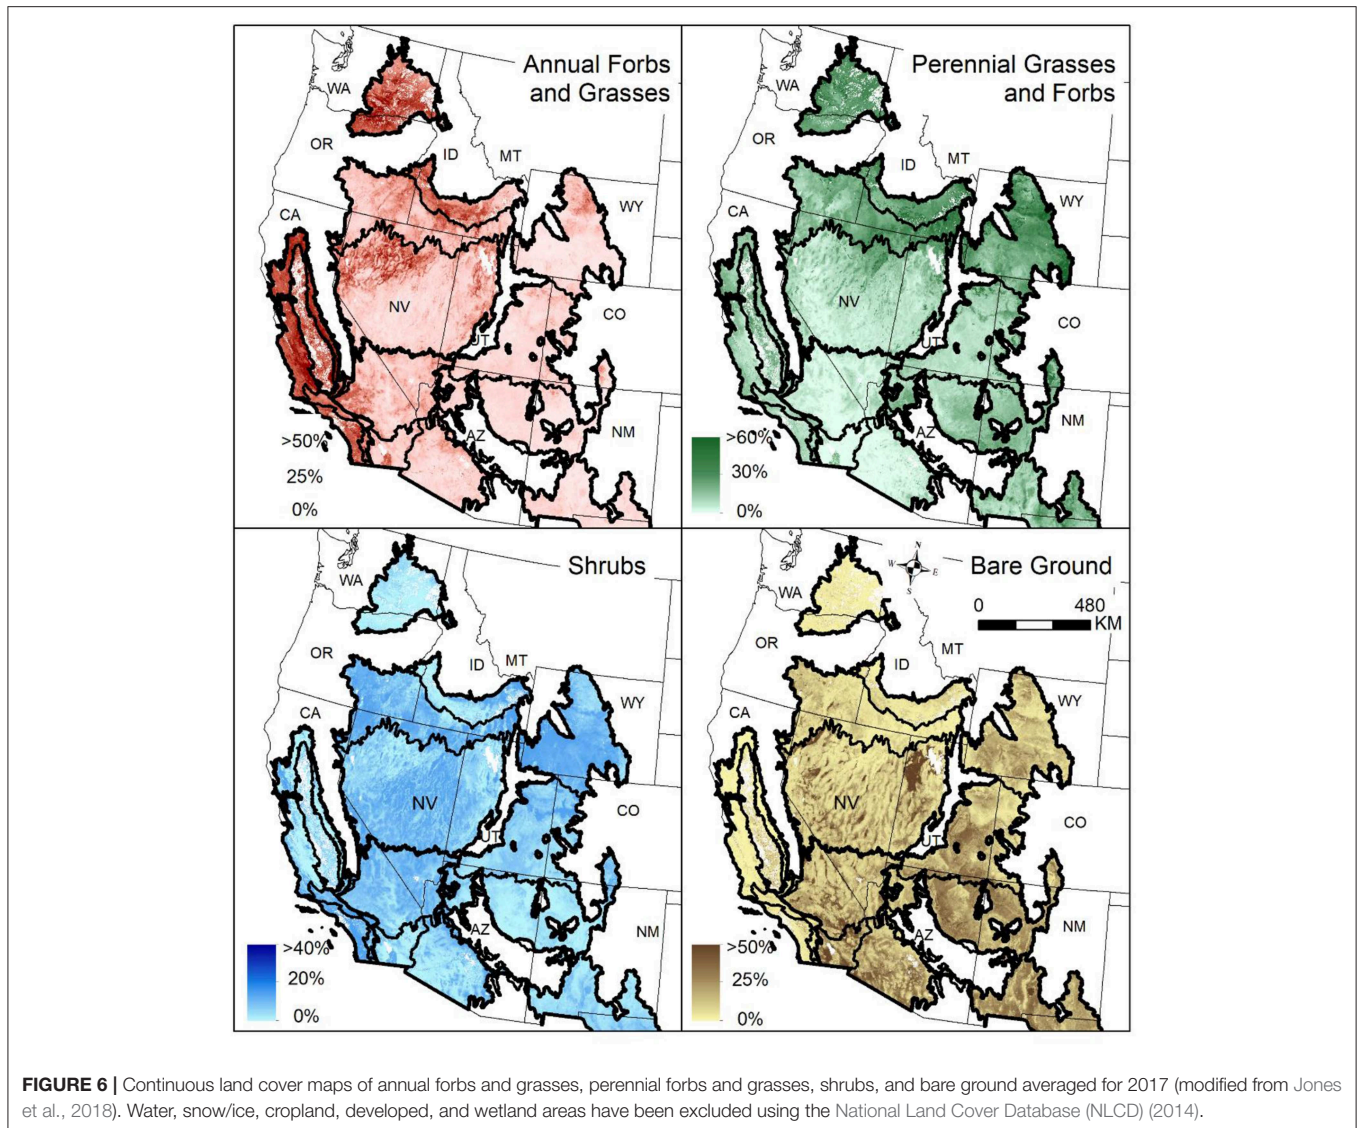 Annual Forbs
and Grasses
WA
OR
ID
MT
WY
CA
NV
UT
CO
AZ
NM
>50%
25%
0%
Perennial Grasses
and Forbs
WA
OR
ID
MT
WY
CA
NV
UT
CO
AZ
NM
>60%
30%
0%
Shrubs
WA
OR
ID
MT
WY
CA
NV
UT
CO
AZ
NM
>40%
20%
0%
Bare Ground
N
W
E
S
0
480
KM
WA
OR
ID
MT
WY
CA
NV
UT
CO
AZ
NM
>50%
25%
0%
FIGURE 6 | Continuous land cover maps of annual forbs and grasses, perennial forbs and grasses, shrubs, and bare ground averaged for 2017 (modified from Jones
et al., 2018). Water, snow/ice, cropland, developed, and wetland areas have been excluded using the National Land Cover Database (NLCD) (2014).